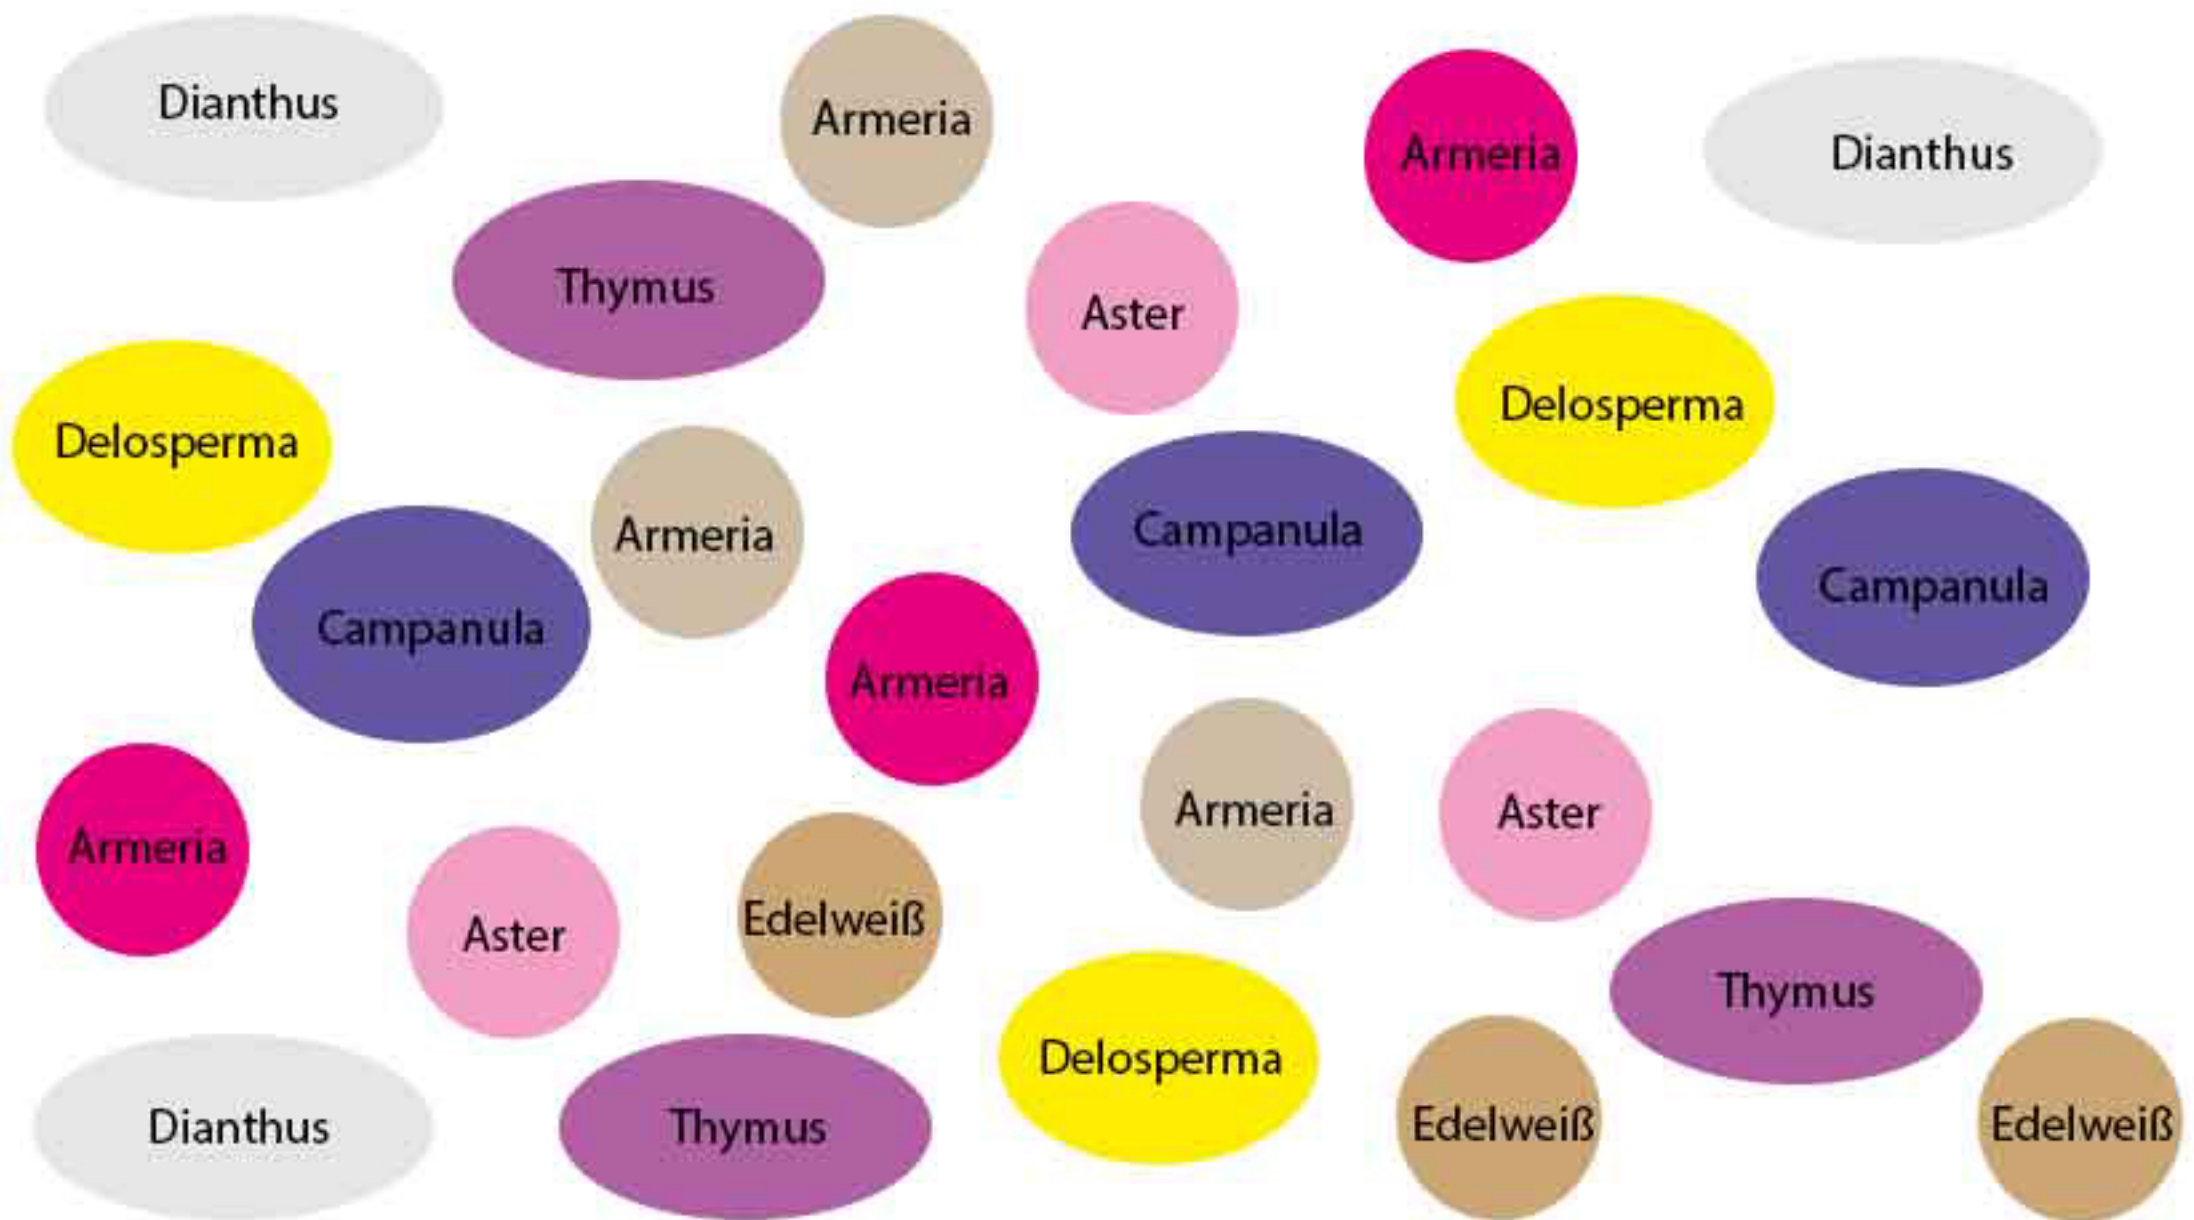 Dianthus
Armeria
Armeria
Dianthus
Thymus
Aster
Delosperma
Delosperma
Armeria
Campanula
Campanula
Campanula
Armeria
Armeria
Aster
Armeria
Aster
Edelweiß
Thymus
Delosperma
Dianthus
Thymus
Edelweiß
Edelweiß